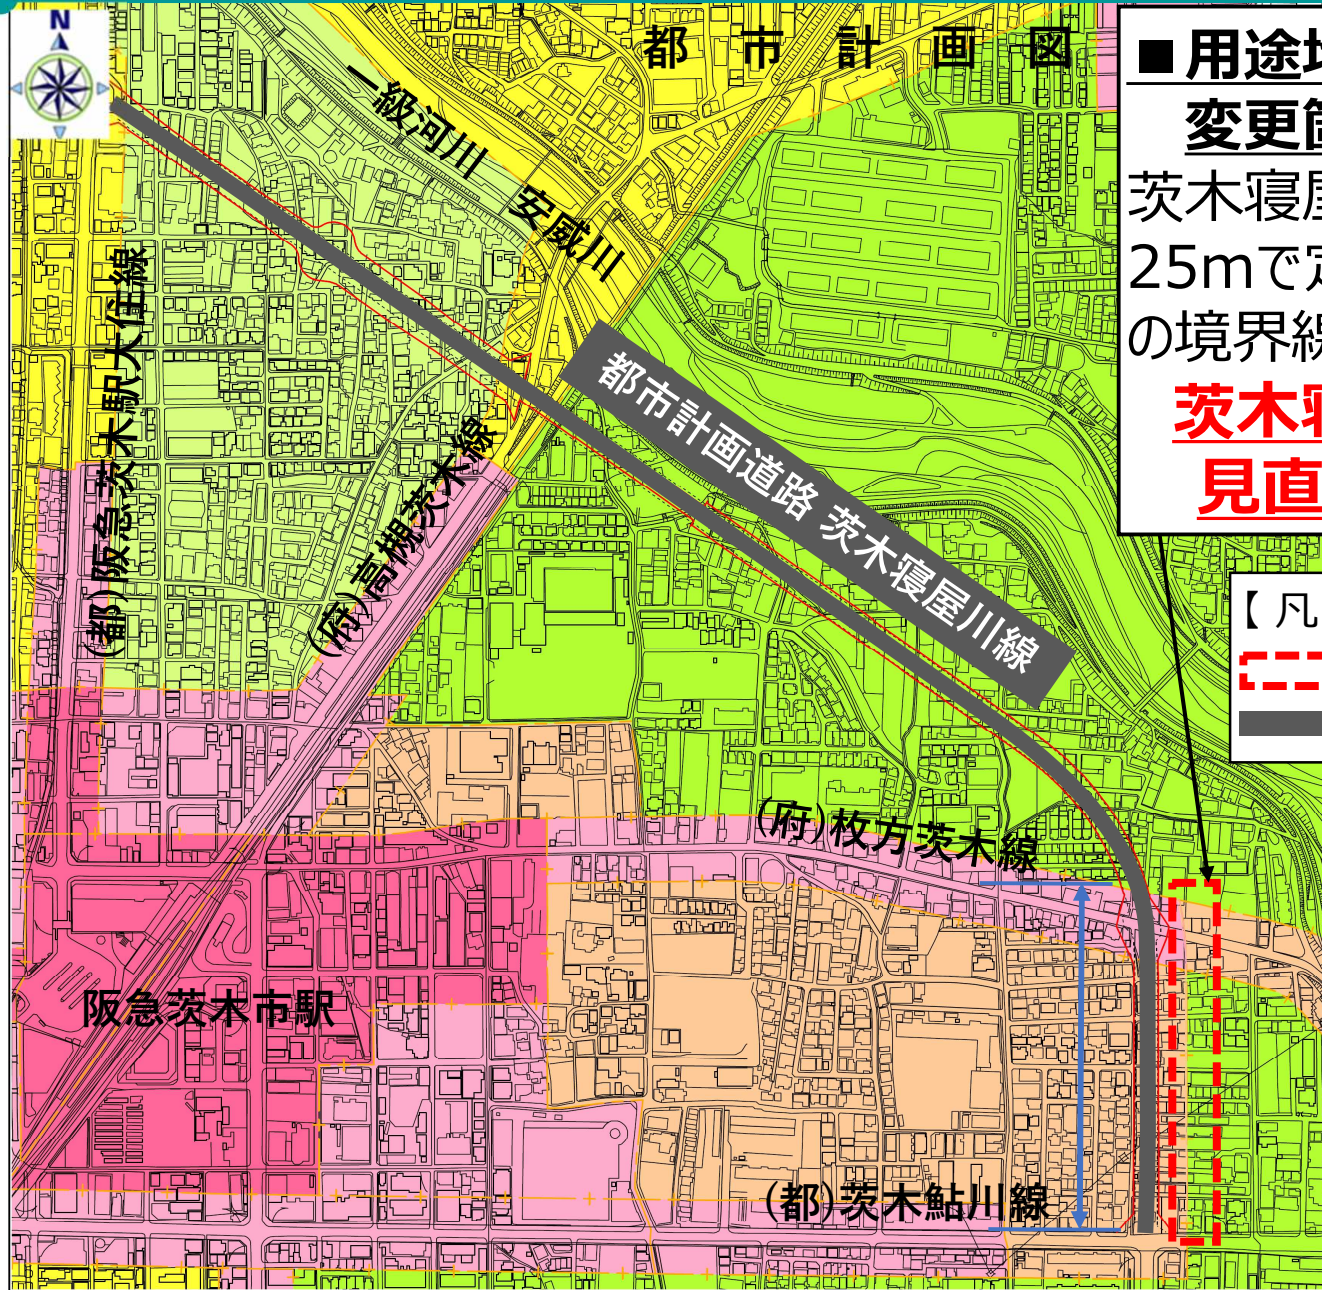 N
都市計画図
■用途地
変更箇
茨木寝屋
25mで定
の境界線
茨木寝
見直
【凡
一級河川 安威川
(都)阪急茨木駅大住線
(府)高槻茨木線
都市計画道路 茨木寝屋川線
(府)枚方茨木線
阪急茨木市駅
(都)茨木鮎川線